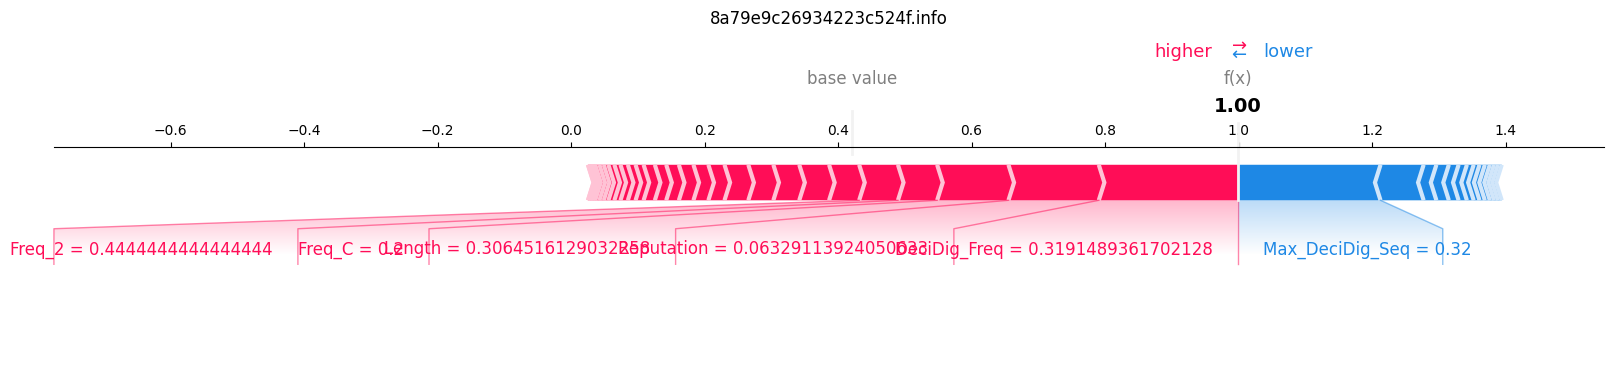 8a79e9c26934223c524f.info
higher ⇄ lower
base value f(x)
1.00
−0.6 −0.4 −0.2 0.0 0.2 0.4 0.6 0.8 1.0 1.2 1.4
Freq_2 = 0.4444444444444444 Freq_C = 0.2 Length = 0.3064516129032258 Reputation = 0.06329113924050633 DeciDig_Freq = 0.3191489361702128 Max_DeciDig_Seq = 0.32